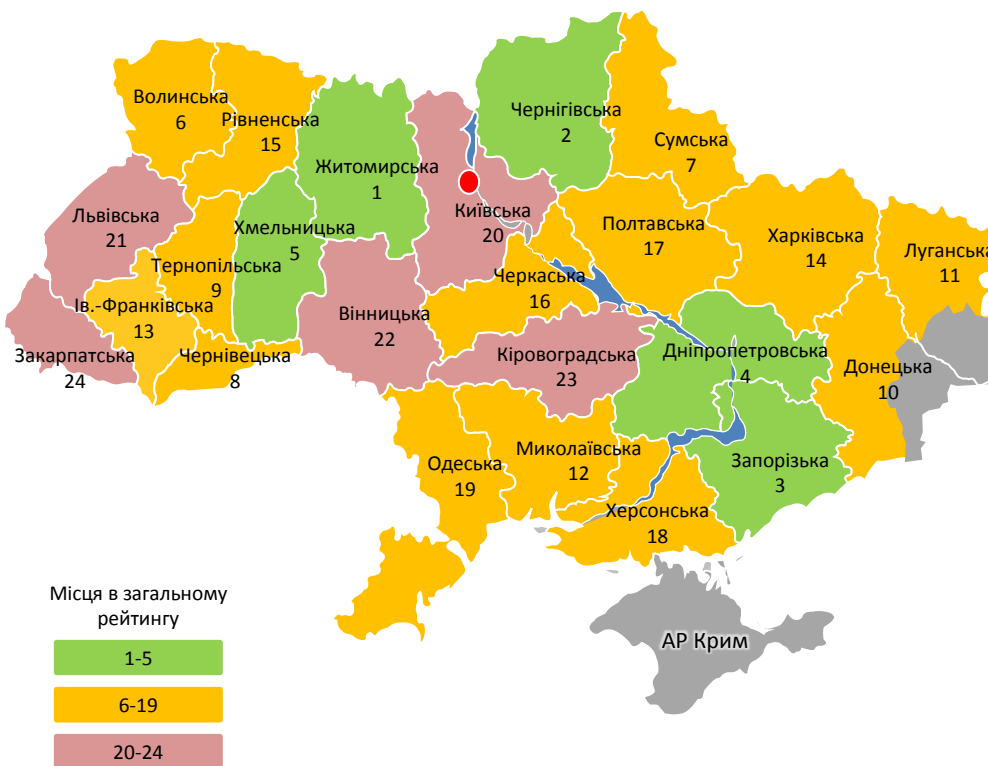 Волинська
6
Рівненська
15
Житомирська
1
Чернігівська
2
Сумська
7
Київська
20
Львівська
21
Тернопільська
9
Хмельницька
5
Полтавська
17
Харківська
14
Луганська
11
Черкаська
16
Ів.-Франківська
13
Вінницька
22
Закарпатська
24
Чернівецька
8
Кіровоградська
23
Дніпропетровська
4
Донецька
10
Одеська
19
Миколаївська
12
Запорізька
3
Херсонська
18
АР Крим
Місця в загальному
рейтингу
1-5
6-19
20-24